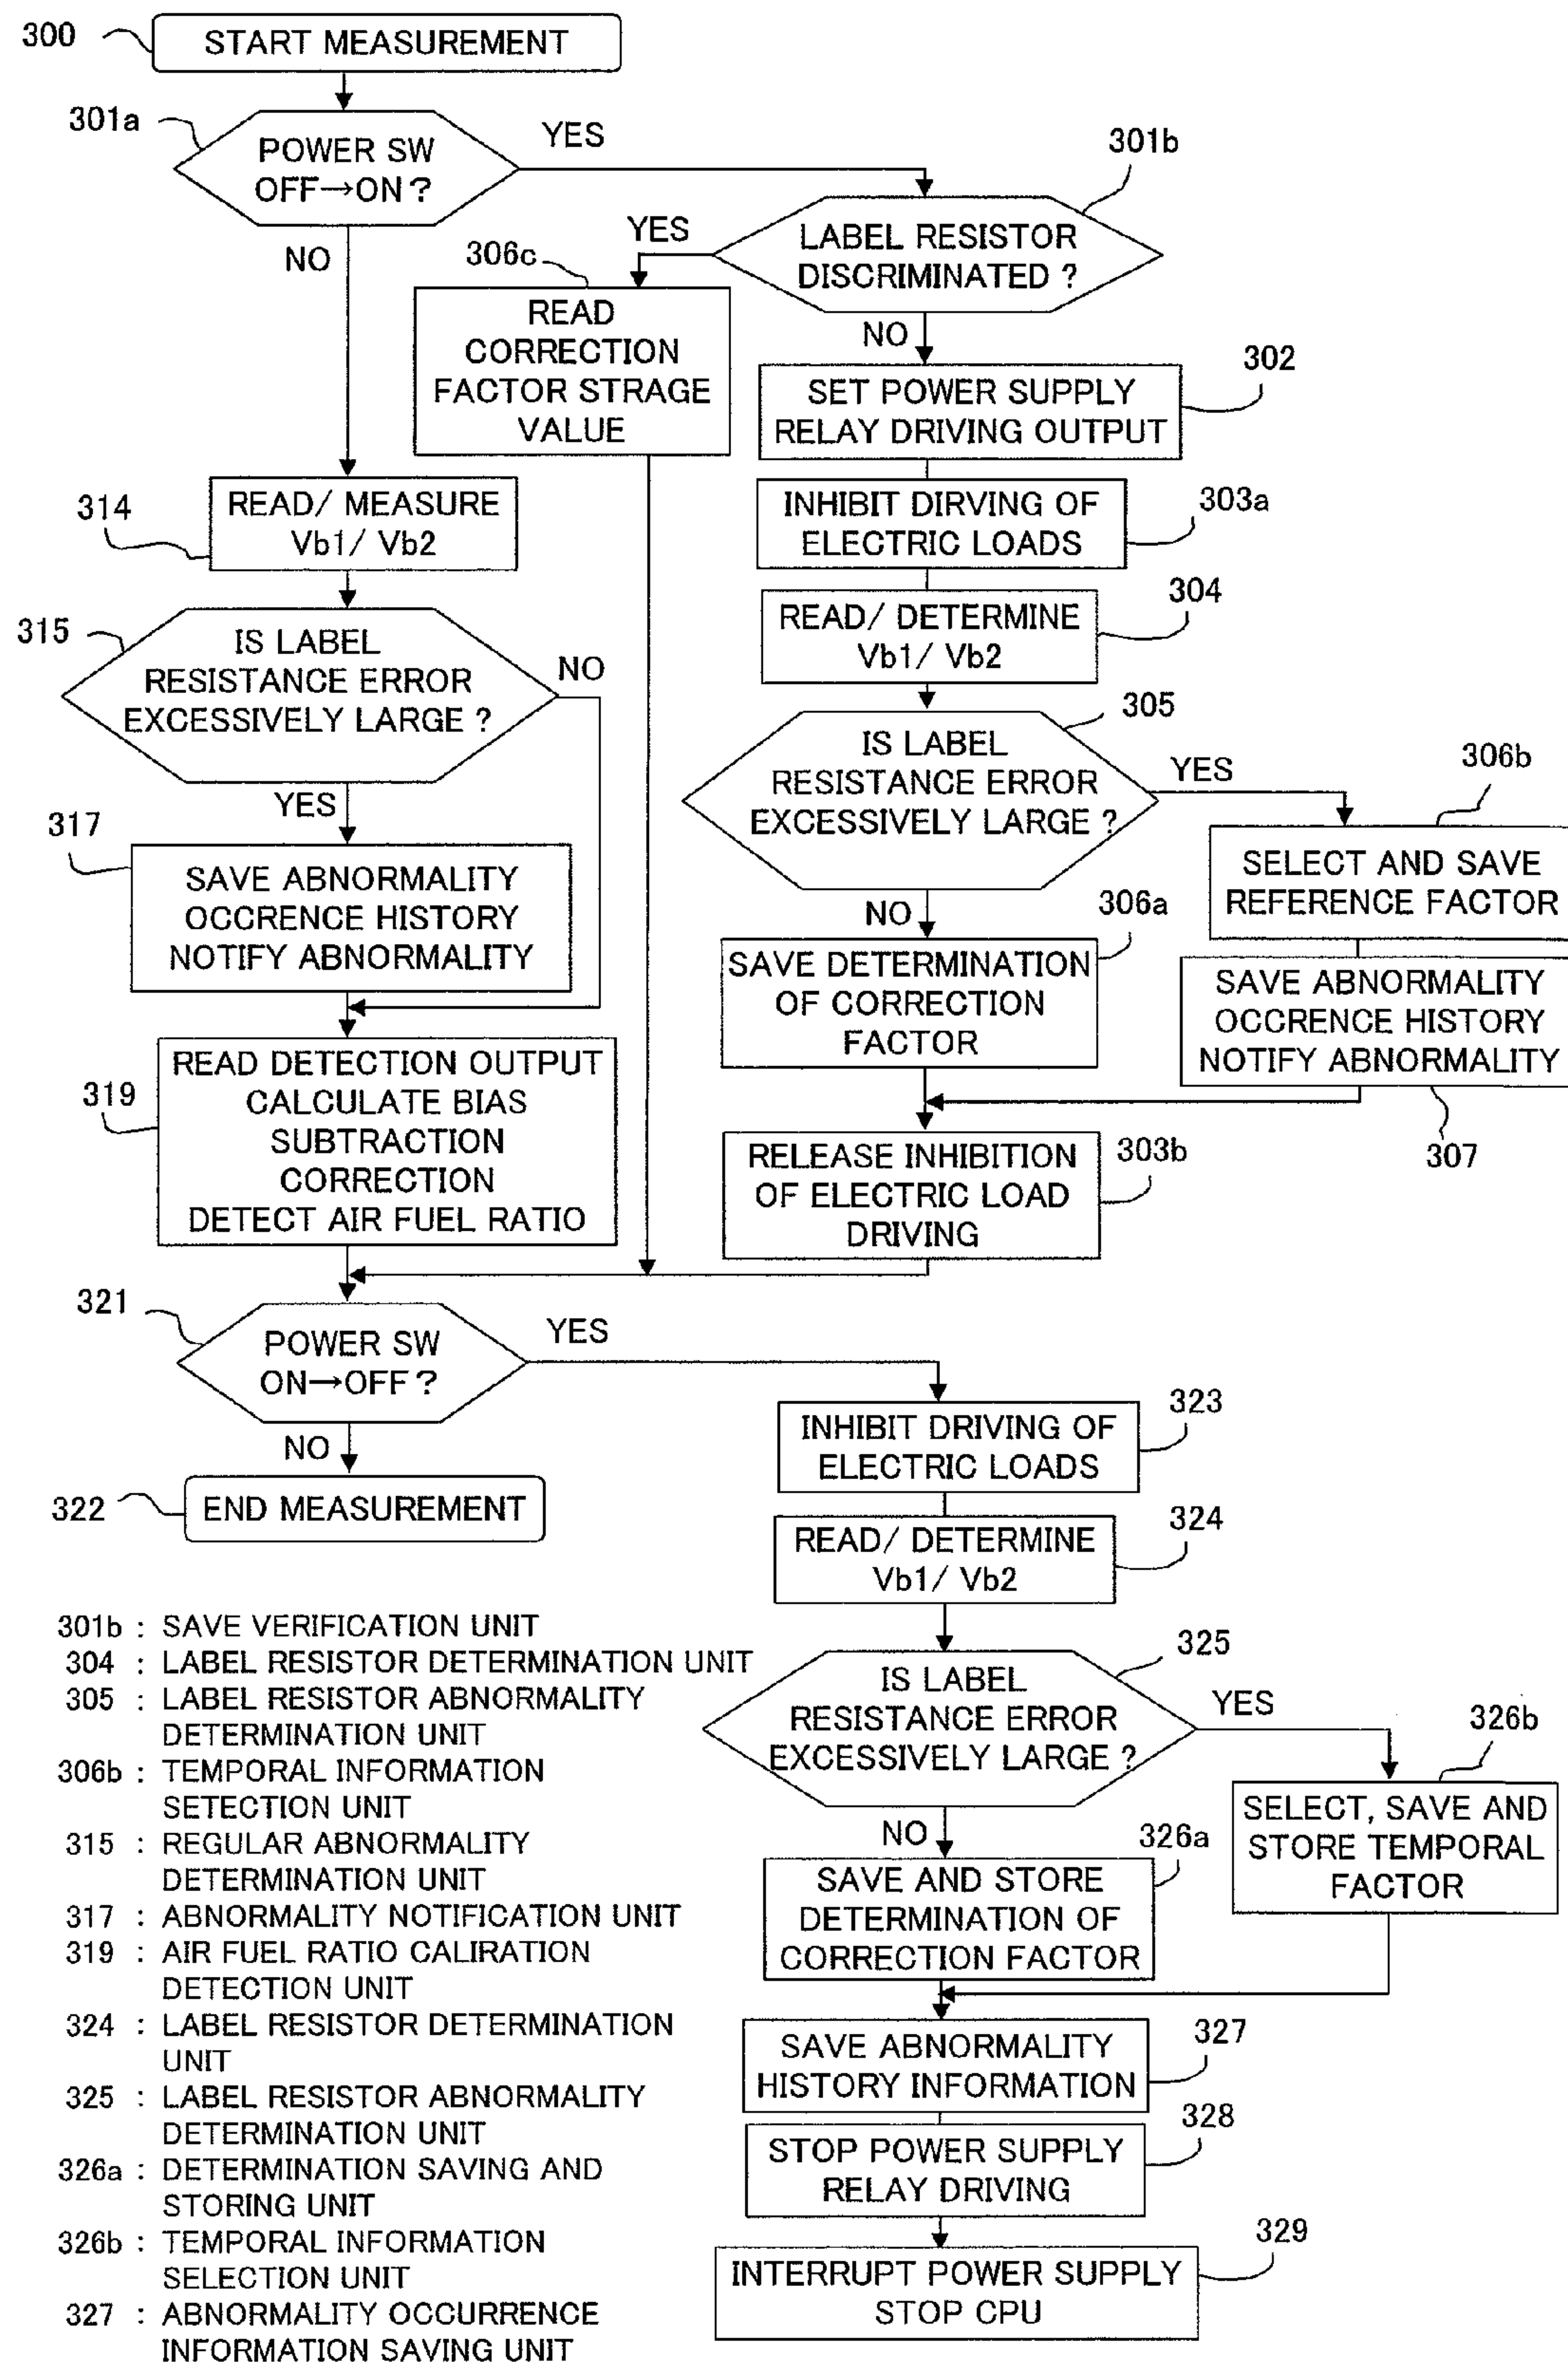 300
START MEASUREMENT
301a
POWER SW
OFF→ON?
YES
NO
301b
LABEL RESISTOR
DISCRIMINATED ?
YES
NO
306c
READ
CORRECTION
FACTOR STRAGE
VALUE
302
SET POWER SUPPLY
RELAY DRIVING OUTPUT
303a
INHIBIT DIRVING OF
ELECTRIC LOADS
304
READ/ DETERMINE
Vb1/ Vb2
314
READ/ MEASURE
Vb1/ Vb2
315
IS LABEL
RESISTANCE ERROR
EXCESSIVELY LARGE ?
NO
YES
305
IS LABEL
RESISTANCE ERROR
EXCESSIVELY LARGE ?
YES
NO
306b
SELECT AND SAVE
REFERENCE FACTOR
317
SAVE ABNORMALITY
OCCRENCE HISTORY
NOTIFY ABNORMALITY
306a
SAVE DETERMINATION
OF CORRECTION
FACTOR
SAVE ABNORMALITY
OCCRENCE HISTORY
NOTIFY ABNORMALITY
307
319
READ DETECTION OUTPUT
CALCULATE BIAS
SUBTRACTION
CORRECTION
DETECT AIR FUEL RATIO
303b
RELEASE INHIBITION
OF ELECTRIC LOAD
DRIVING
321
POWER SW
ON→OFF?
YES
NO
322
END MEASUREMENT
323
INHIBIT DRIVING OF
ELECTRIC LOADS
324
READ/ DETERMINE
Vb1/ Vb2
325
IS LABEL
RESISTANCE ERROR
EXCESSIVELY LARGE ?
YES
NO
326b
SELECT, SAVE AND
STORE TEMPORAL
FACTOR
326a
SAVE AND STORE
DETERMINATION OF
CORRECTION FACTOR
327
SAVE ABNORMALITY
HISTORY INFORMATION
328
STOP POWER SUPPLY
RELAY DRIVING
329
INTERRUPT POWER SUPPLY
STOP CPU
301b : SAVE VERIFICATION UNIT
304 : LABEL RESISTOR DETERMINATION UNIT
305 : LABEL RESISTOR ABNORMALITY
DETERMINATION UNIT
306b : TEMPORAL INFORMATION
SETECTION UNIT
315 : REGULAR ABNORMALITY
DETERMINATION UNIT
317 : ABNORMALITY NOTIFICATION UNIT
319 : AIR FUEL RATIO CALIRATION
DETECTION UNIT
324 : LABEL RESISTOR DETERMINATION
UNIT
325 : LABEL RESISTOR ABNORMALITY
DETERMINATION UNIT
326a : DETERMINATION SAVING AND
STORING UNIT
326b : TEMPORAL INFORMATION
SELECTION UNIT
327 : ABNORMALITY OCCURRENCE
INFORMATION SAVING UNIT